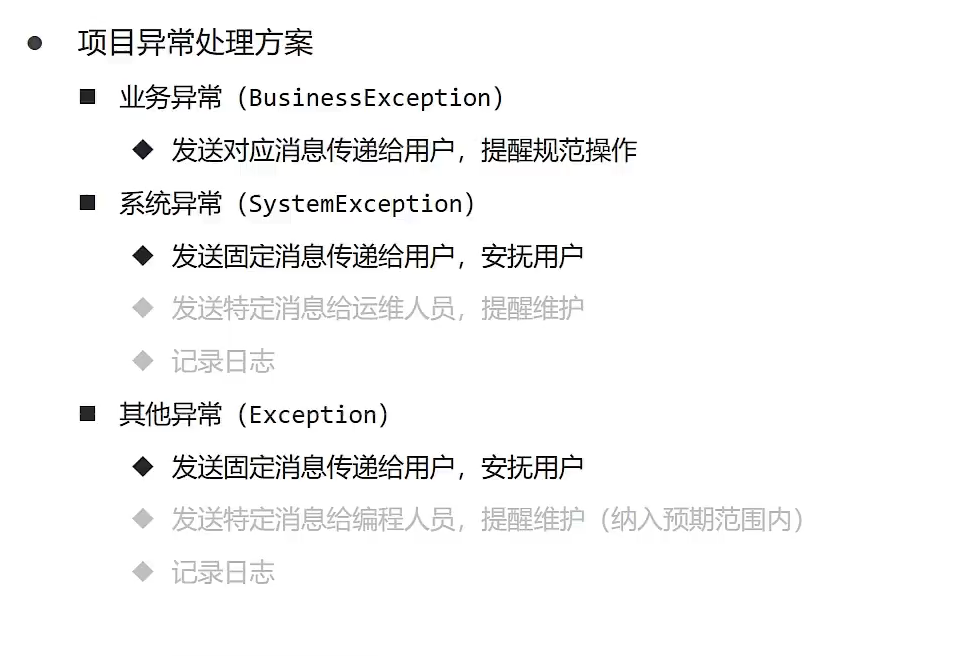 ● 项目异常处理方案
■ 业务异常（BusinessException）
◆ 发送对应消息传递给用户，提醒规范操作
■ 系统异常（SystemException）
◆ 发送固定消息传递给用户，安抚用户
◆ 发送特定消息给运维人员，提醒维护
◆ 记录日志
■ 其他异常（Exception）
◆ 发送固定消息传递给用户，安抚用户
◆ 发送特定消息给编程人员，提醒维护（纳入预期范围内）
◆ 记录日志